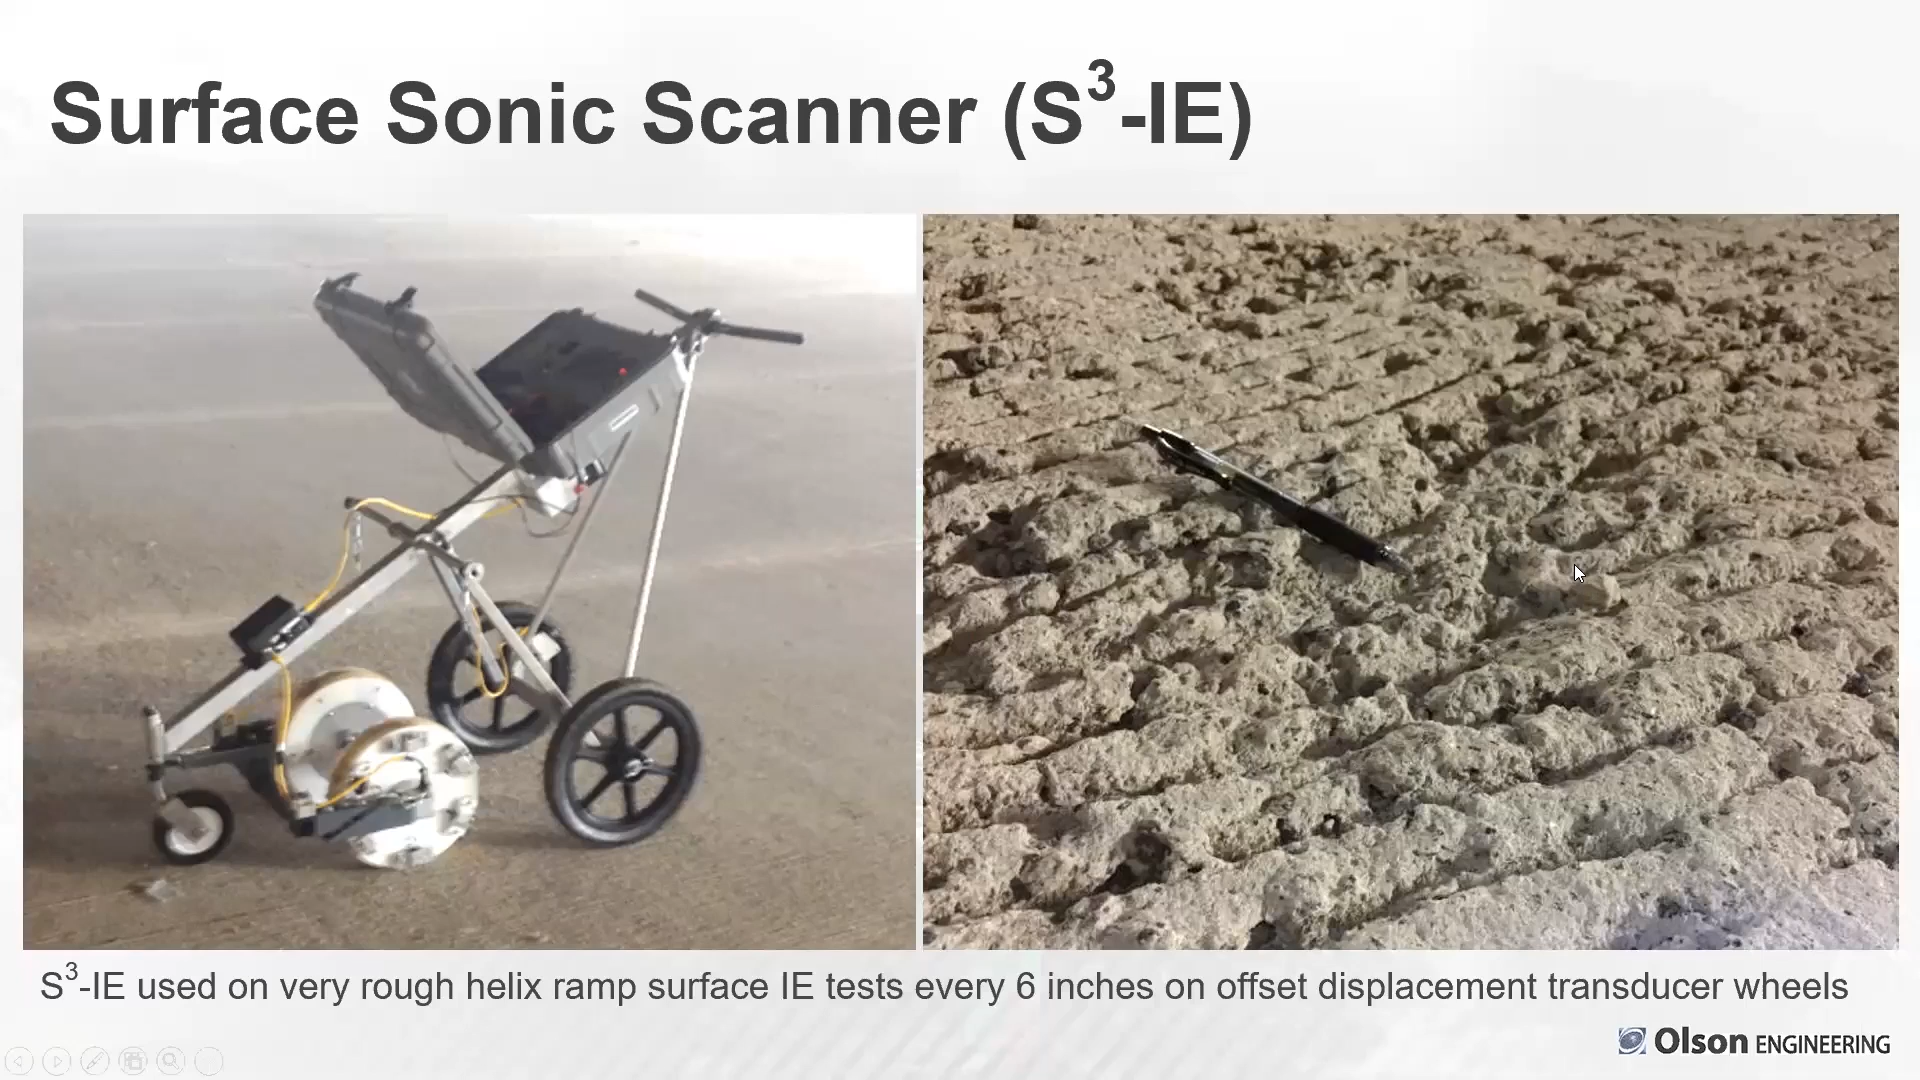 Surface Sonic Scanner (S³-IE)
S³-IE used on very rough helix ramp surface IE tests every 6 inches on offset displacement transducer wheels
Olson ENGINEERING